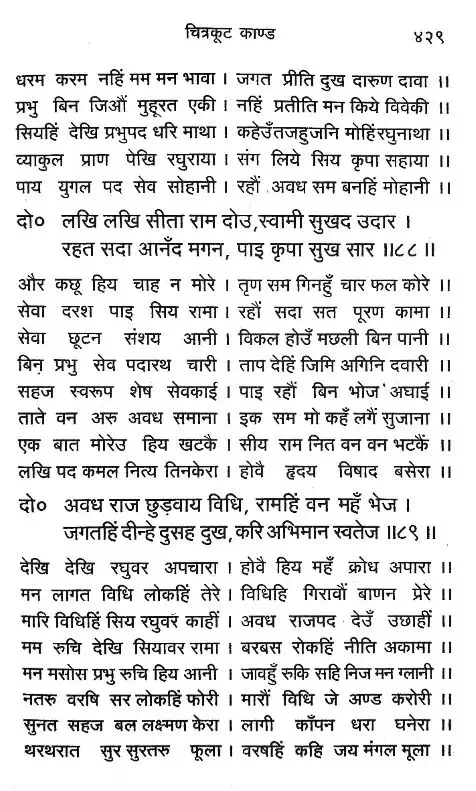 चित्रकूट काण्ड
४२९
धरम करम नहिं मम मन भावा । जगत प्रीति दुख दारुण दावा ॥
प्रभु बिन जिऔं मुहूरत एकी । नहिं प्रतीति मन किये विवेकी ॥
सियहिं देखि प्रभुपद धरि माथा । कहेउँतजहुजनि मोहिंरघुनाथा ॥
व्याकुल प्राण पेखि रघुराया । संग लिये सिय कृपा सहाया ॥
पाय युगल पद सेव सोहानी । रहौं अवध सम बनहिं मोहानी ॥
दो० लखि लखि सीता राम दोउ,स्वामी सुखद उदार ।
रहत सदा आनँद मगन, पाइ कृपा सुख सार ॥८८॥
और कछू हिय चाह न मोरे । तृण सम गिनहुँ चार फल कोरे ॥
सेवा दरश पाइ सिय रामा । रहौं सदा सत पूरण कामा ॥
सेवा छूटन संशय आनी । विकल होउँ मछली बिन पानी ॥
बिन प्रभु सेव पदारथ चारी । ताप देहिं जिमि अगिनि दवारी ॥
सहज स्वरूप शेष सेवकाई । पाइ रहौं बिन भोज अघाई ॥
ताते वन अरु अवध समाना । इक सम मो कहँ लगैं सुजाना ॥
एक बात मोरेउ हिय खटकै । सीय राम नित वन वन भटकैं ॥
लखि पद कमल नित्य तिनकेरा । होवै हृदय विषाद बसेरा ॥
दो० अवध राज छुड़वाय विधि, रामहिं वन महँ भेज ।
जगतहिं दीन्हे दुसह दुख,करि अभिमान स्वतेज ॥८९॥
देखि देखि रघुवर अपचारा । होवै हिय महँ क्रोध अपारा ॥
मन लागत विधि लोकहिं तेरे । विधिहि गिरावौं बाणन प्रेरे ॥
मारि विधिहिं सिय रघुवर काहीं । अवध राजपद देउँ उछाहीं ॥
मम रुचि देखि सियावर रामा । बरबस रोकहिं नीति अकामा ॥
मन मसोस प्रभु रुचि हिय आनी । जावहुँ रुकि सहि निज मन ग्लानी ॥
नतरु वरषि सर लोकहिं फोरी । मारौं विधि जे अण्ड करोरी ॥
सुनत सहज बल लक्ष्मण केरा । लागी काँपन धरा घनेरा ॥
थरथरात सुर सुरतरु फूला । वरषहिं कहि जय मंगल मूला ॥